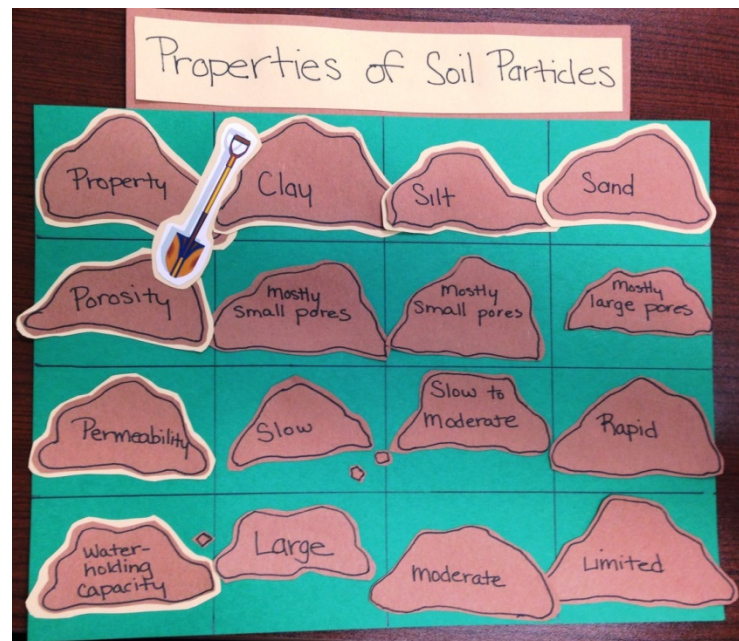 Properties of Soil Particles
Property
Clay
Silt
Sand
Porosity
Mostly
small pores
Mostly
small pores
Mostly
large pores
Permeability
Slow
Slow to
Moderate
Rapid
Water-
holding
capacity
Large
Moderate
Limited